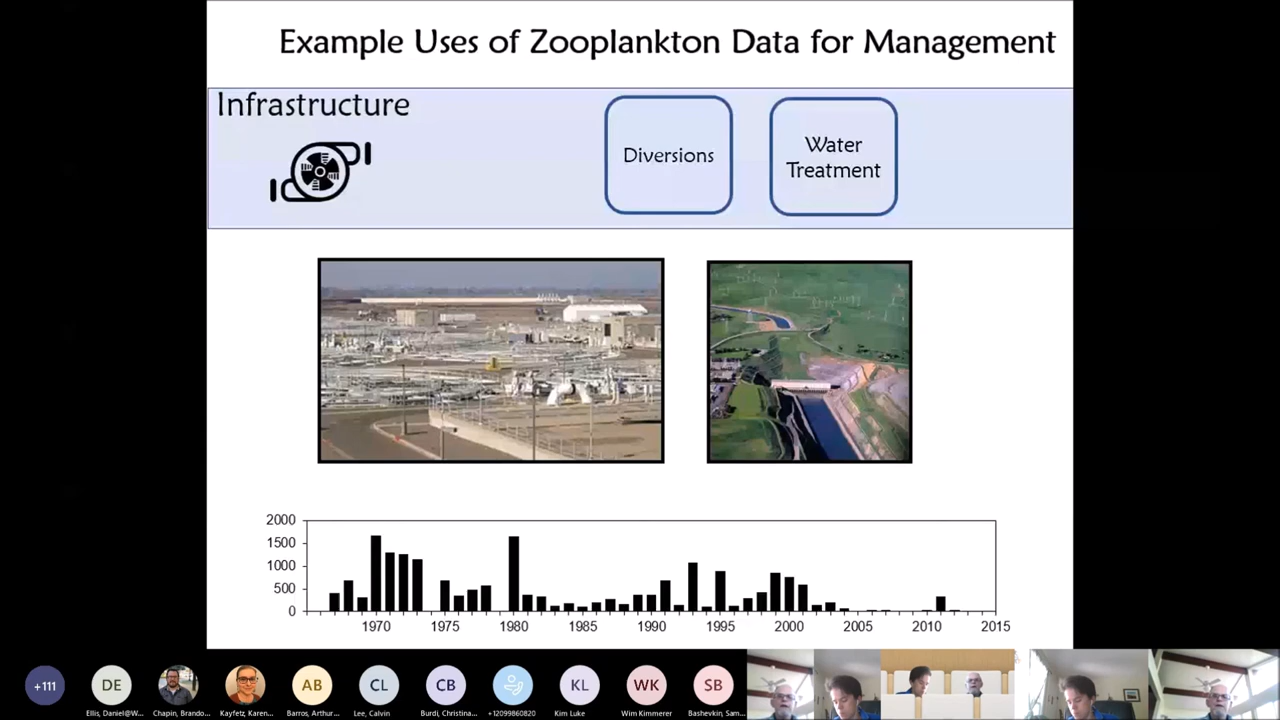 Example Uses of Zooplankton Data for Management
Infrastructure
Diversions
Water
Treatment
2000
1500
1000
500
0
1970 1975 1980 1985 1990 1995 2000 2005 2010 2015
+111 DE AB CL CB KL WK SB
Ellis, Daniel@W... Chapin, Brando... Kayfetz, Karen... Barros, Arthur... Lee, Calvin Burdi, Christina... +12099860820 Kim Luke Wim Kimmerer Bashevkin, Sam...